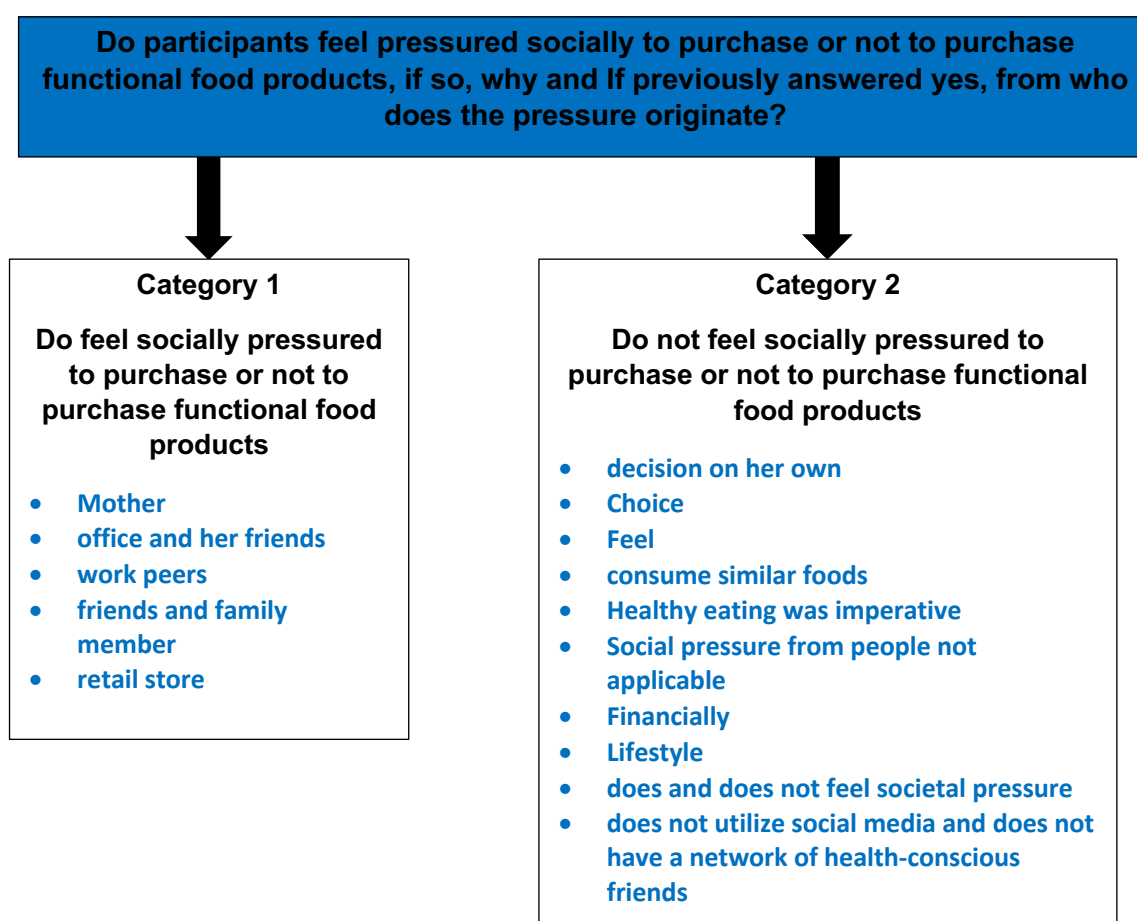 Do participants feel pressured socially to purchase or not to purchase
functional food products, if so, why and If previously answered yes, from who
does the pressure originate?
Category 1
Do feel socially pressured
to purchase or not to
purchase functional food
products
• Mother
• office and her friends
• work peers
• friends and family
member
• retail store
Category 2
Do not feel socially pressured to
purchase or not to purchase functional
food products
• decision on her own
• Choice
• Feel
• consume similar foods
• Healthy eating was imperative
• Social pressure from people not
applicable
• Financially
• Lifestyle
• does and does not feel societal pressure
• does not utilize social media and does not
have a network of health-conscious
friends